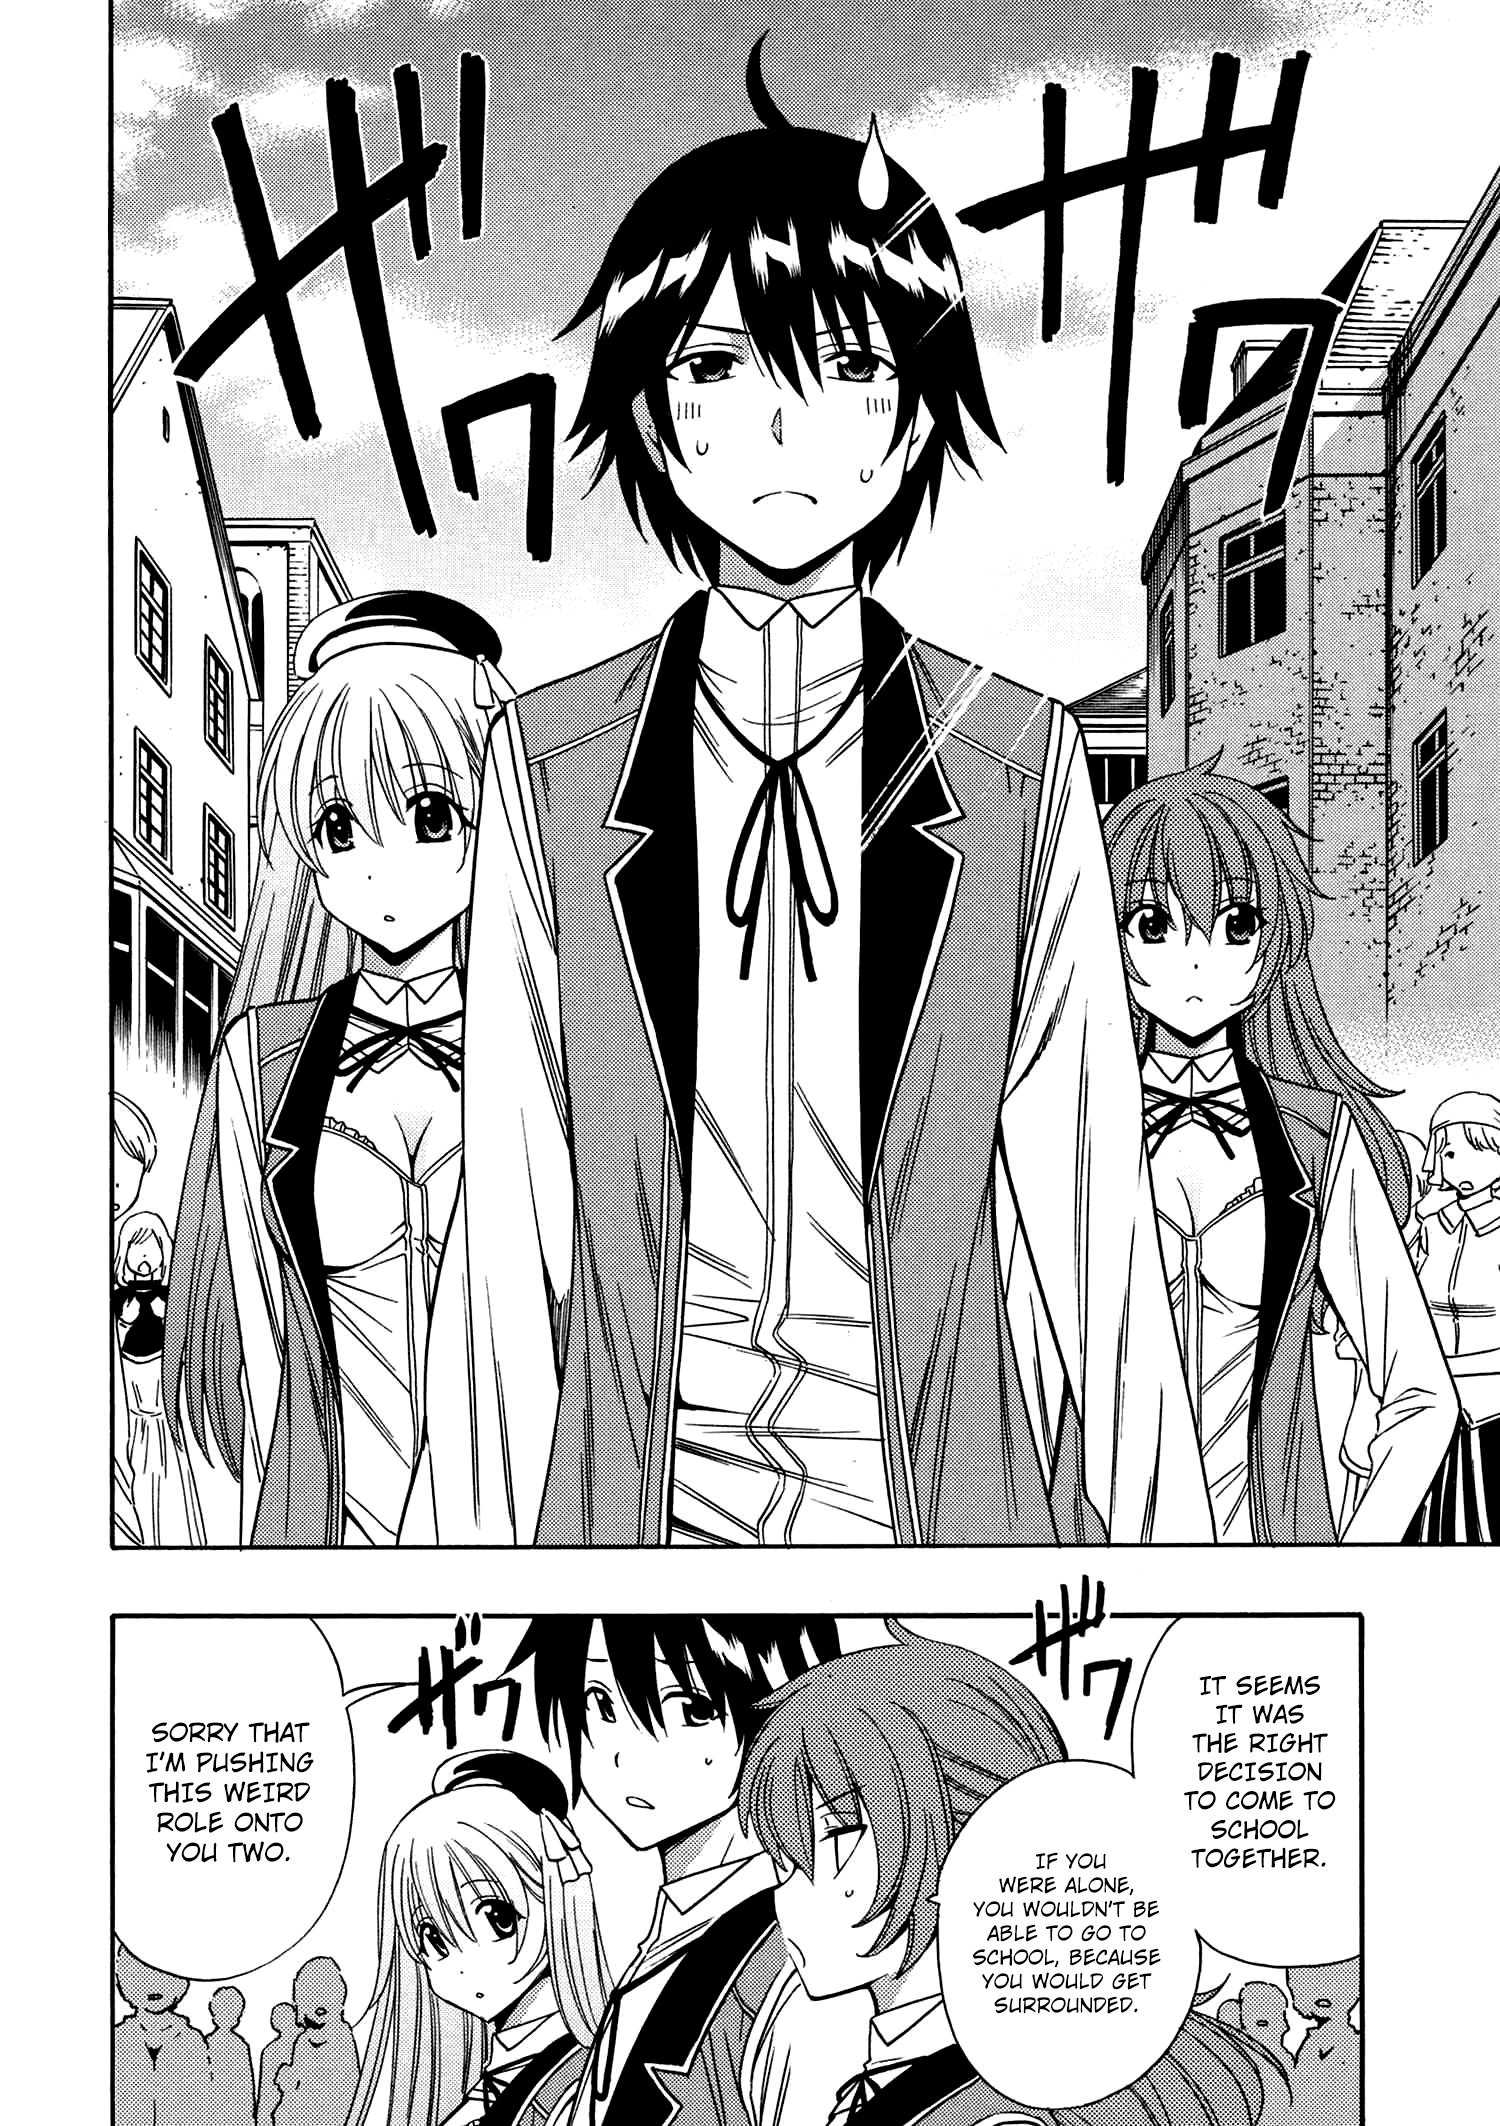 ザワ
ザワ
ザワ
IT SEEMS
IT WAS
THE RIGHT
DECISION
TO COME TO
SCHOOL
TOGETHER.
IF YOU
WERE ALONE,
YOU WOULDN'T BE
ABLE TO GO TO
SCHOOL, BECAUSE
YOU WOULD GET
SURROUNDED.
ザワ
SORRY THAT
I'M PUSHING
THIS WEIRD
ROLE ONTO
YOU TWO.